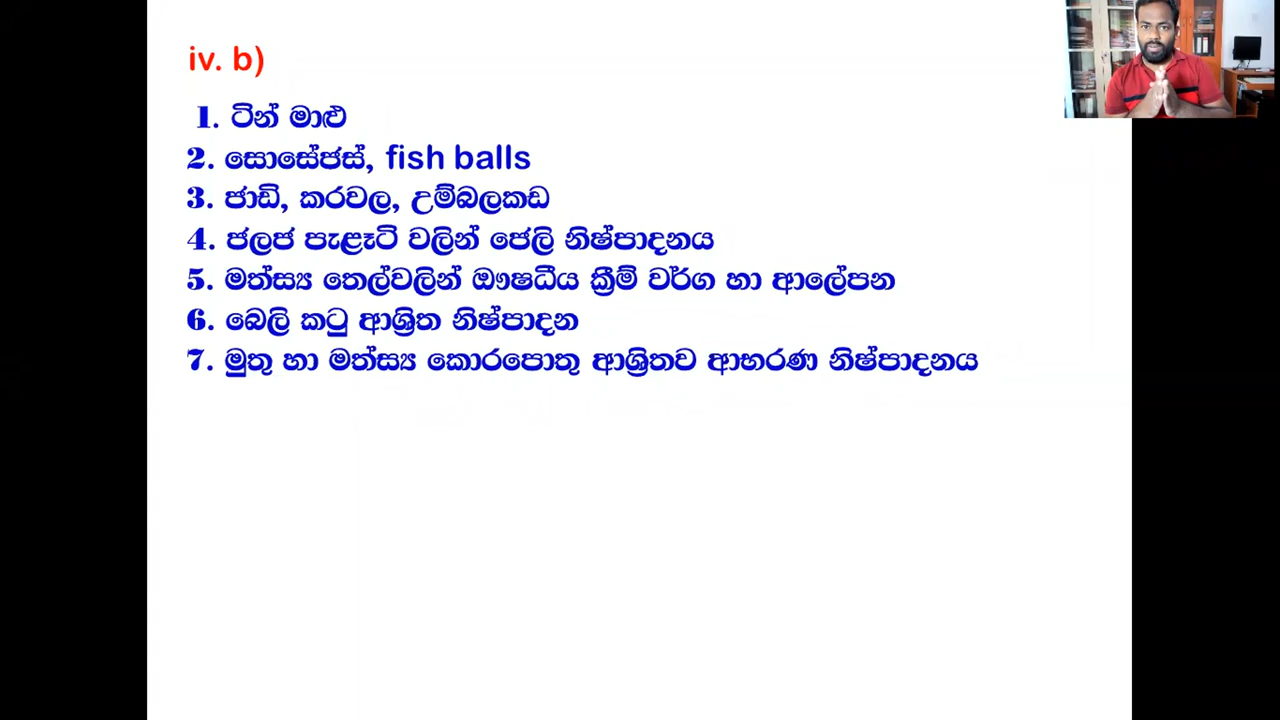 iv. b)
1. ටින් මාළු
2. සොසේජස්, fish balls
3. ජාඩි, කරවල, උම්බලකඩ
4. ජලජ පැළෑටි වලින් ජෙලි නිෂ්පාදනය
5. මත්ස්‍ය තෙල්වලින් ඖෂධීය ක්‍රීම් වර්ග හා ආලේපන
6. බෙලි කටු ආශ්‍රිත නිෂ්පාදන
7. මුතු හා මත්ස්‍ය කොරපොතු ආශ්‍රිතව ආභරණ නිෂ්පාදනය